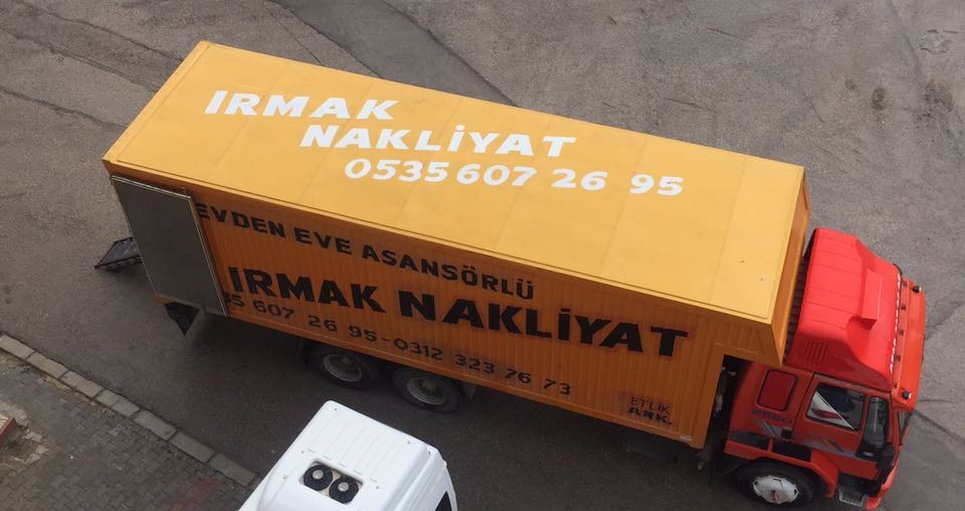 IRMAK
NAKLİYAT
0535 607 26 95
EVDEN EVE ASANSÖRLÜ
IRMAK NAKLİYAT
607 26 95-0312 323 76 73
ETLİK
ANK.